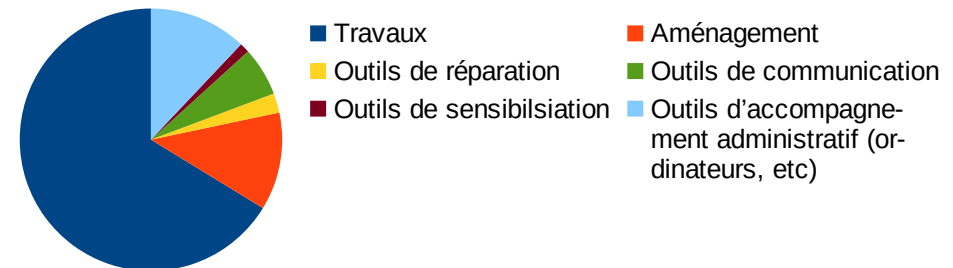 Travaux
Aménagement
Outils de réparation
Outils de communication
Outils de sensibilsiation
Outils d’accompagne-
ment administratif (or-
dinateurs, etc)